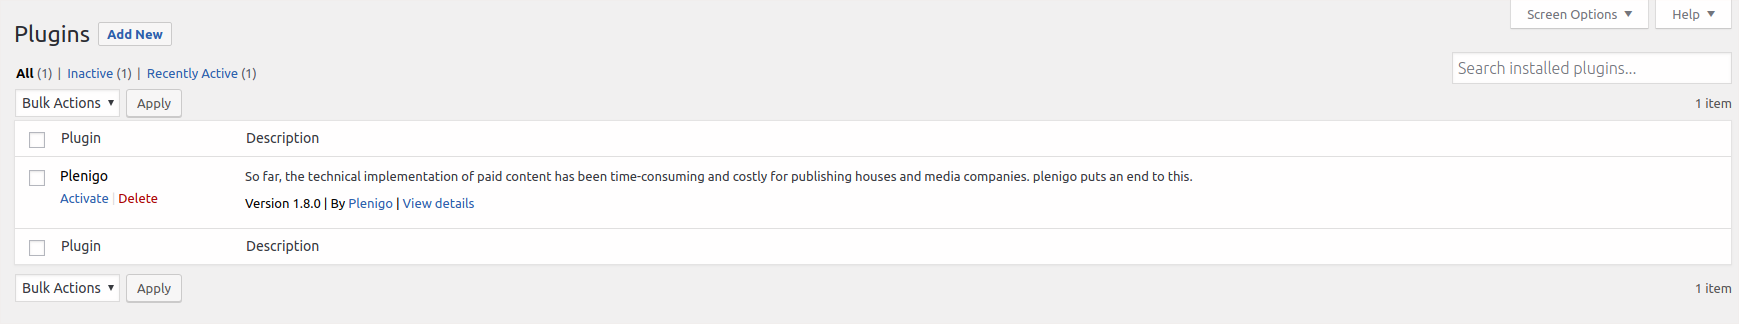 Screen Options ▼ Help ▼
Plugins Add New
All (1) | Inactive (1) | Recently Active (1)
Search installed plugins...
Bulk Actions ▼ Apply 1 item
Plugin Description
Plenigo So far, the technical implementation of paid content has been time-consuming and costly for publishing houses and media companies. plenigo puts an end to this.
Activate | Delete Version 1.8.0 | By Plenigo | View details
Plugin Description
Bulk Actions ▼ Apply 1 item